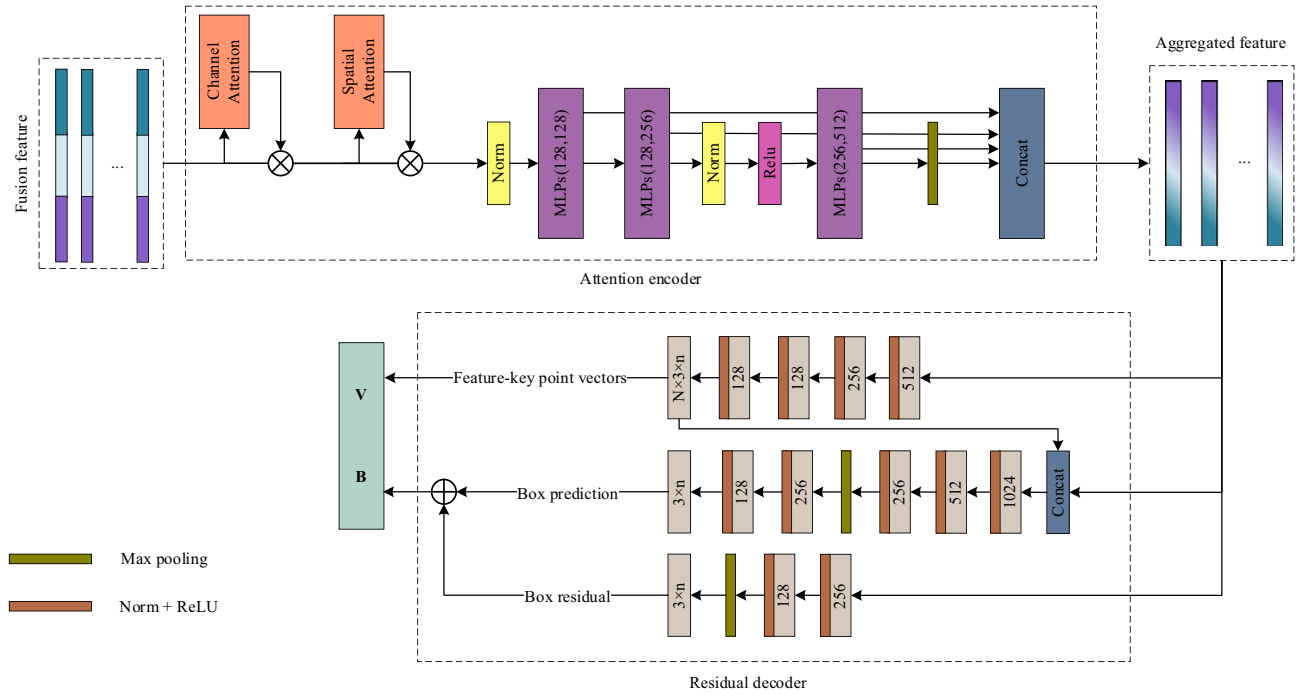 Fusion feature
...
Channel
Attention
Spatial
Attention
Norm
MLPs(128,128)
MLPs(128,256)
Norm
Relu
MLPs(256,512)
Concat
Attention encoder
Aggregated feature
...
V
B
Feature-key point vectors
N×3×n
128
128
256
512
Box prediction
3×n
128
256
256
512
1024
Concat
Box residual
3×n
128
256
Residual decoder
Max pooling
Norm + ReLU